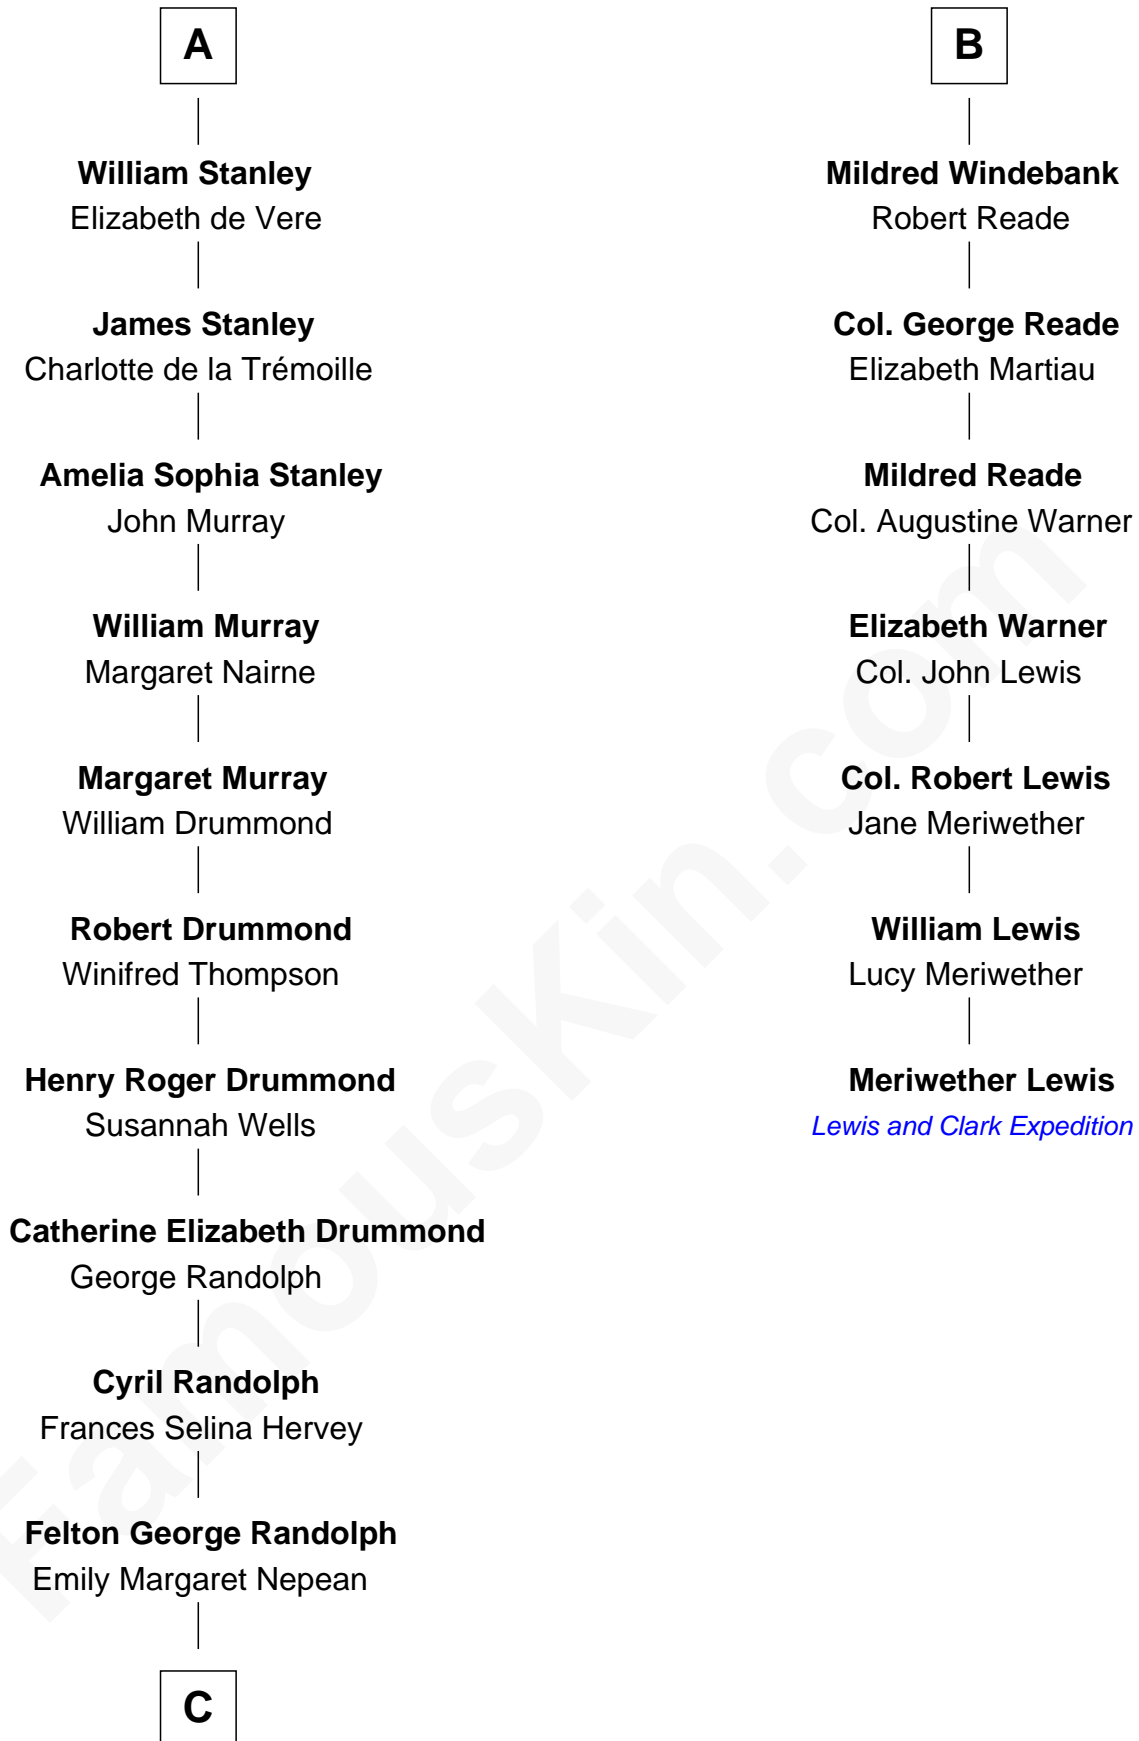 A
William Stanley
Elizabeth de Vere
James Stanley
Charlotte de la Trémoille
Amelia Sophia Stanley
John Murray
William Murray
Margaret Nairne
Margaret Murray
William Drummond
Robert Drummond
Winifred Thompson
Henry Roger Drummond
Susannah Wells
Catherine Elizabeth Drummond
George Randolph
Cyril Randolph
Frances Selina Hervey
Felton George Randolph
Emily Margaret Nepean
C
B
Mildred Windebank
Robert Reade
Col. George Reade
Elizabeth Martiau
Mildred Reade
Col. Augustine Warner
Elizabeth Warner
Col. John Lewis
Col. Robert Lewis
Jane Meriwether
William Lewis
Lucy Meriwether
Meriwether Lewis
Lewis and Clark Expedition
FamousKin.com